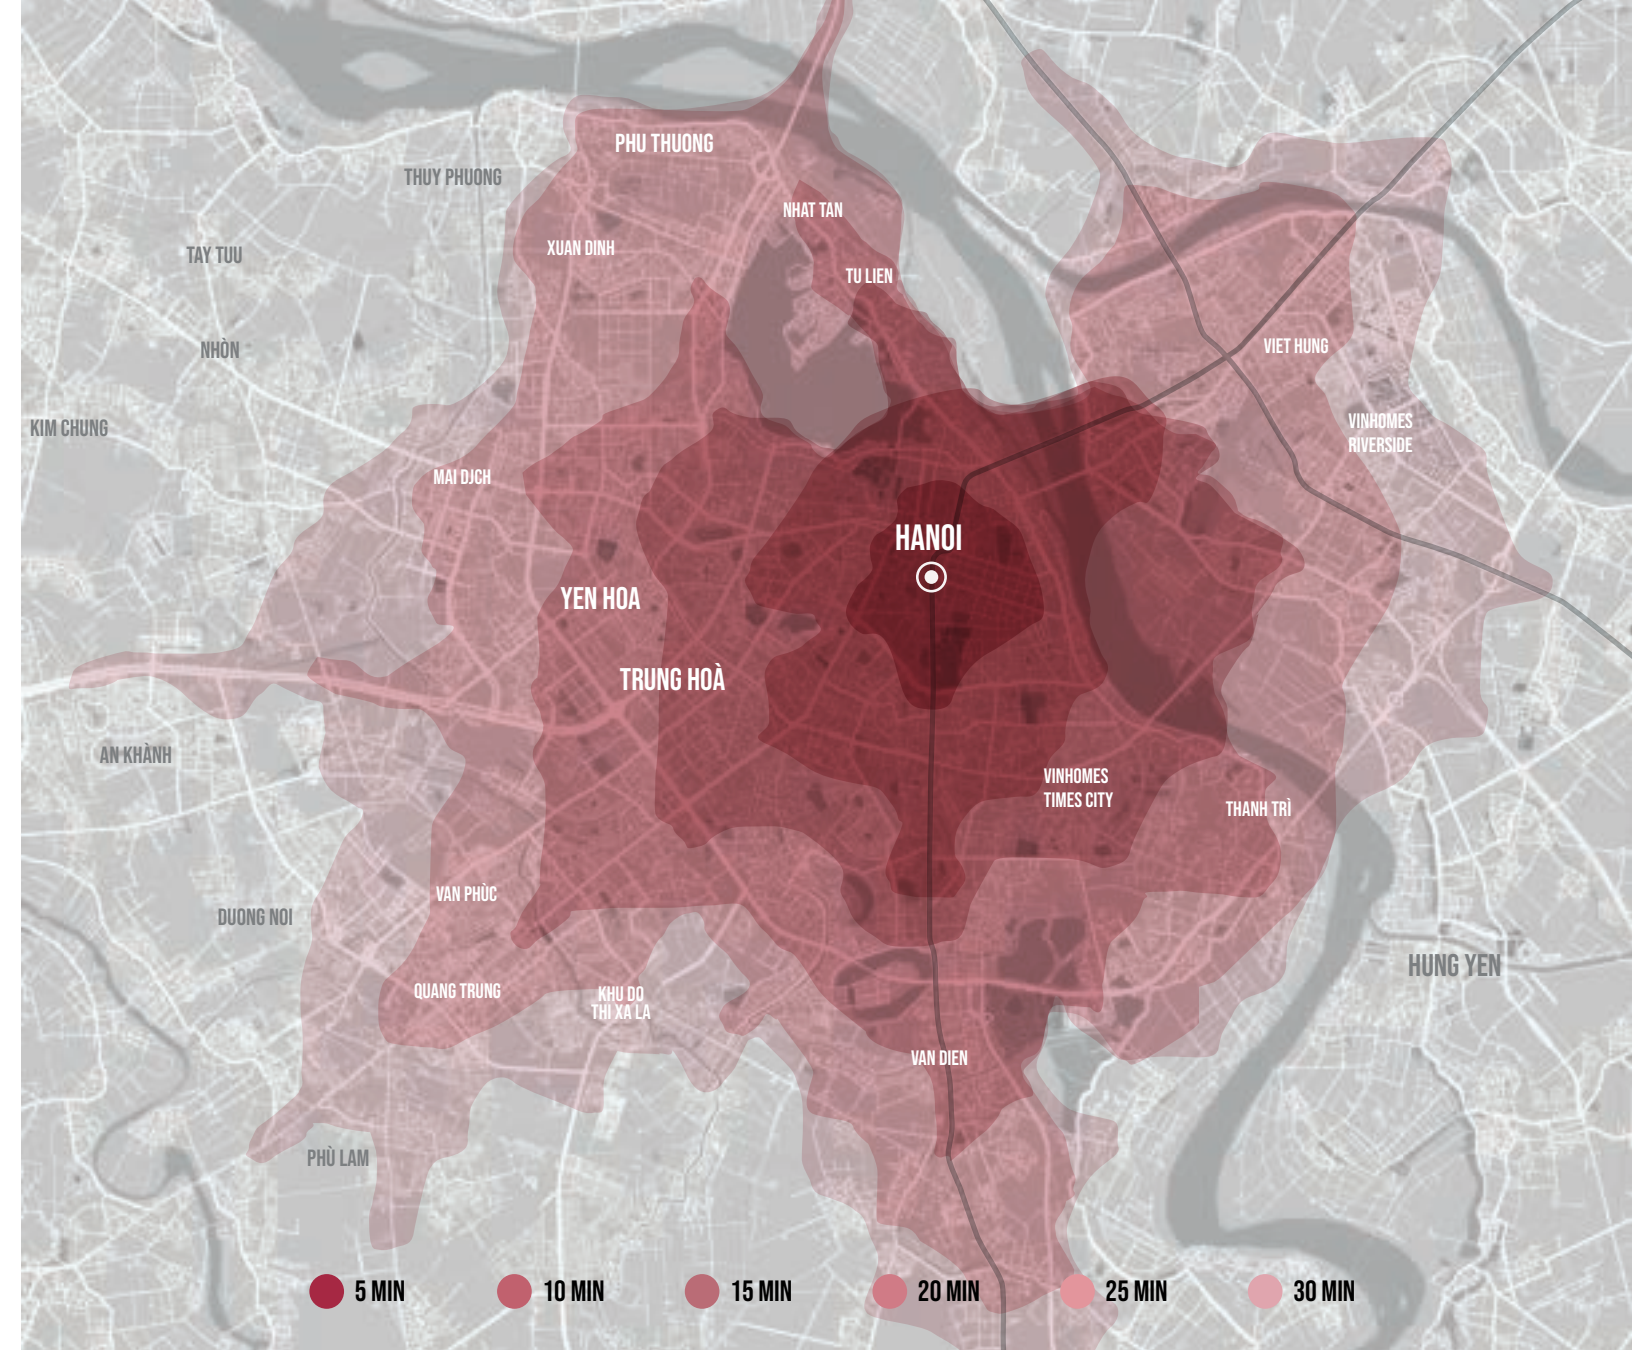 PHU THUONG
THUY PHUONG
NHAT TAN
XUAN DINH
TAY TUU
TU LIEN
NHÒN
VIET HUNG
KIM CHUNG
VINHOMES
RIVERSIDE
MAI DJCH
HANOI
YEN HOA
TRUNG HOÀ
AN KHÀNH
VINHOMES
TIMES CITY
THANH TRÌ
VAN PHÙC
DUONG NOI
HUNG YEN
QUANG TRUNG
KHU DO
THI XA LA
VAN DIEN
PHÙ LAM
5 MIN
10 MIN
15 MIN
20 MIN
25 MIN
30 MIN